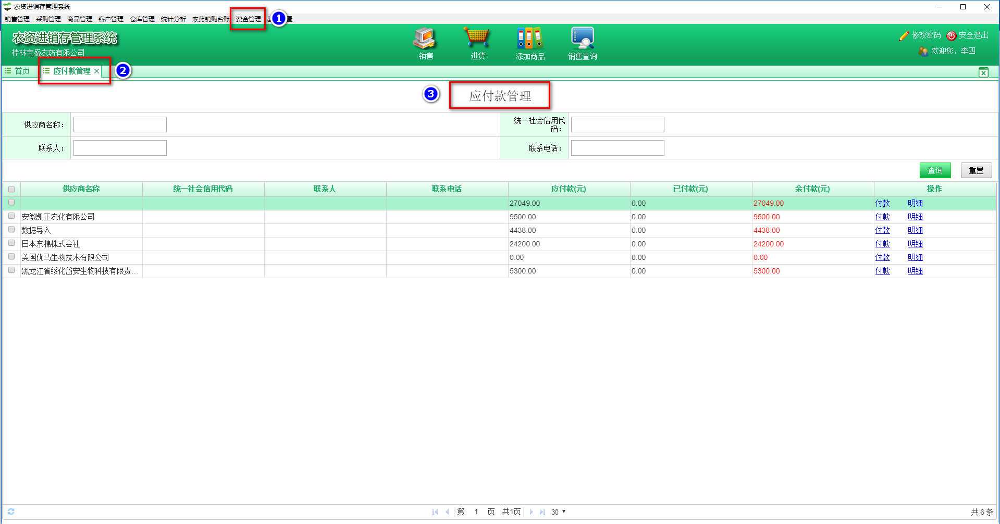 农资进销存管理系统
销售管理 采购管理 商品管理 客户管理 仓库管理 统计分析 农药销购台账 资金管理 1 置
农资进销存管理系统
桂林宝盛农药有限公司
销售 进货 添加商品 销售查询
修改密码 安全退出
欢迎您，李四
首页 应付款管理 2
3 应付款管理
供应商名称： 统一社会信用代码：
联系人： 联系电话：
查询 重置
供应商名称 统一社会信用代码 联系人 联系电话 应付款(元) 已付款(元) 余付款(元) 操作
27049.00 0.00 27049.00 付款 明细
安徽凯正农化有限公司 9500.00 0.00 9500.00 付款 明细
数据导入 4438.00 0.00 4438.00 付款 明细
日本东棉株式会社 24200.00 0.00 24200.00 付款 明细
美国优马生物技术有限公司 0.00 0.00 0.00 付款 明细
黑龙江省绥化岱安生物科技有限责... 5300.00 0.00 5300.00 付款 明细
第 1 页 共1页 30 共 6 条